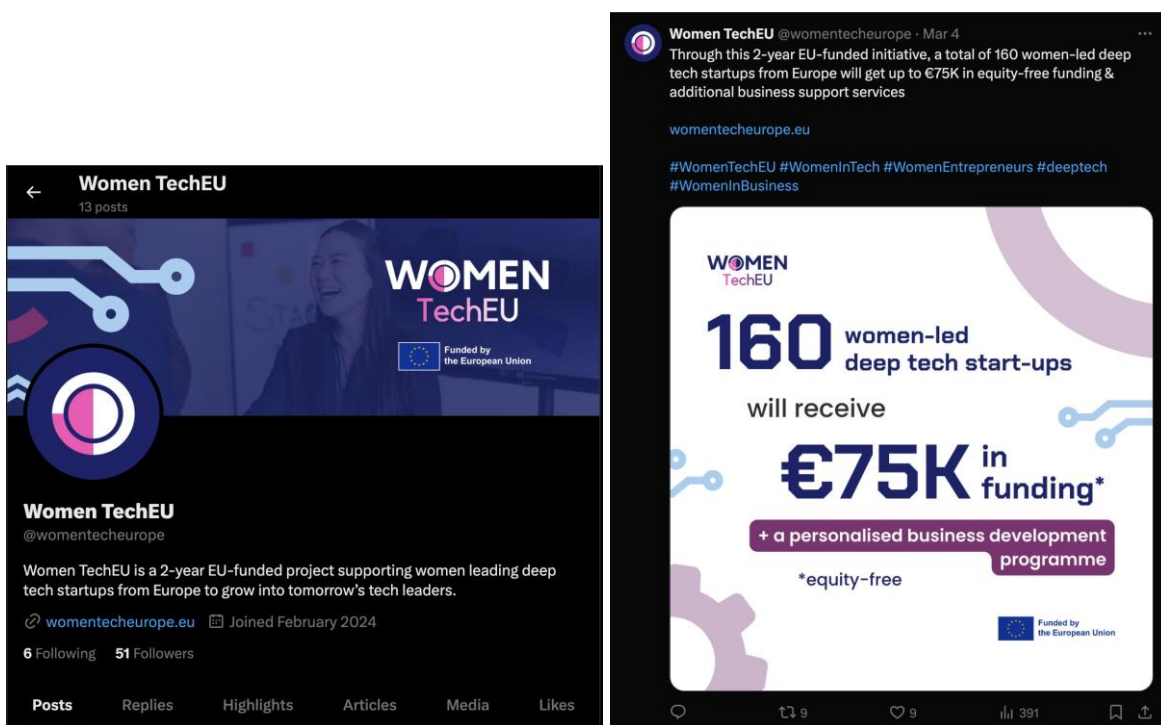 Women TechEU
13 posts
WOMEN
TechEU
Funded by
the European Union
Women TechEU
@womentecheurope
Women TechEU is a 2-year EU-funded project supporting women leading deep
tech startups from Europe to grow into tomorrow's tech leaders.
womentecheurope.eu Joined February 2024
6 Following 51 Followers
Posts Replies Highlights Articles Media Likes
Women TechEU @womentecheurope · Mar 4
Through this 2-year EU-funded initiative, a total of 160 women-led deep
tech startups from Europe will get up to €75K in equity-free funding &
additional business support services
womentecheurope.eu
#WomenTechEU #WomenInTech #WomenEntrepreneurs #deeptech
#WomenInBusiness
WOMEN
TechEU
160 women-led
deep tech start-ups
will receive
€75K in
funding*
+ a personalised business development
programme
*equity-free
Funded by
the European Union
9 9 391